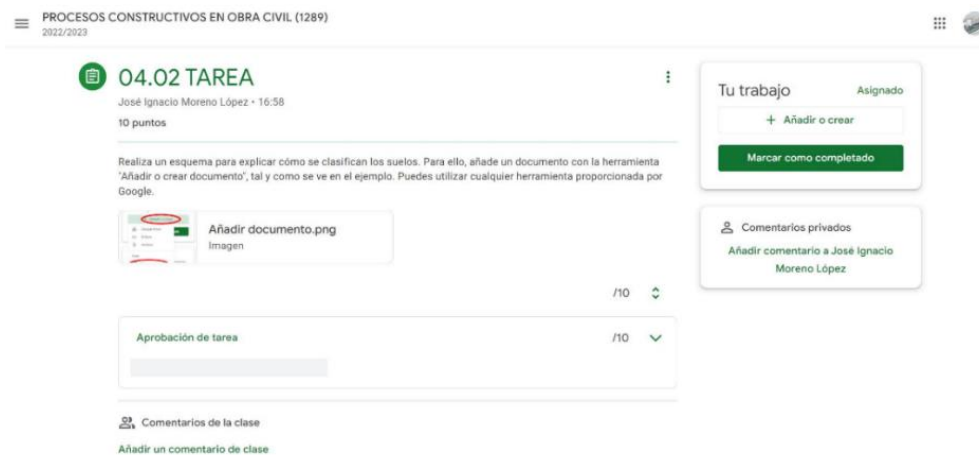 PROCESOS CONSTRUCTIVOS EN OBRA CIVIL (1289)
2022/2023
04.02 TAREA
José Ignacio Moreno López • 16:58
10 puntos
Realiza un esquema para explicar cómo se clasifican los suelos. Para ello, añade un documento con la herramienta
"Añadir o crear documento", tal y como se ve en el ejemplo. Puedes utilizar cualquier herramienta proporcionada por
Google.
Añadir documento.png
Imagen
/10
Aprobación de tarea
/10
Comentarios de la clase
Añadir un comentario de clase
Tu trabajo
Asignado
+ Añadir o crear
Marcar como completado
Comentarios privados
Añadir comentario a José Ignacio
Moreno López